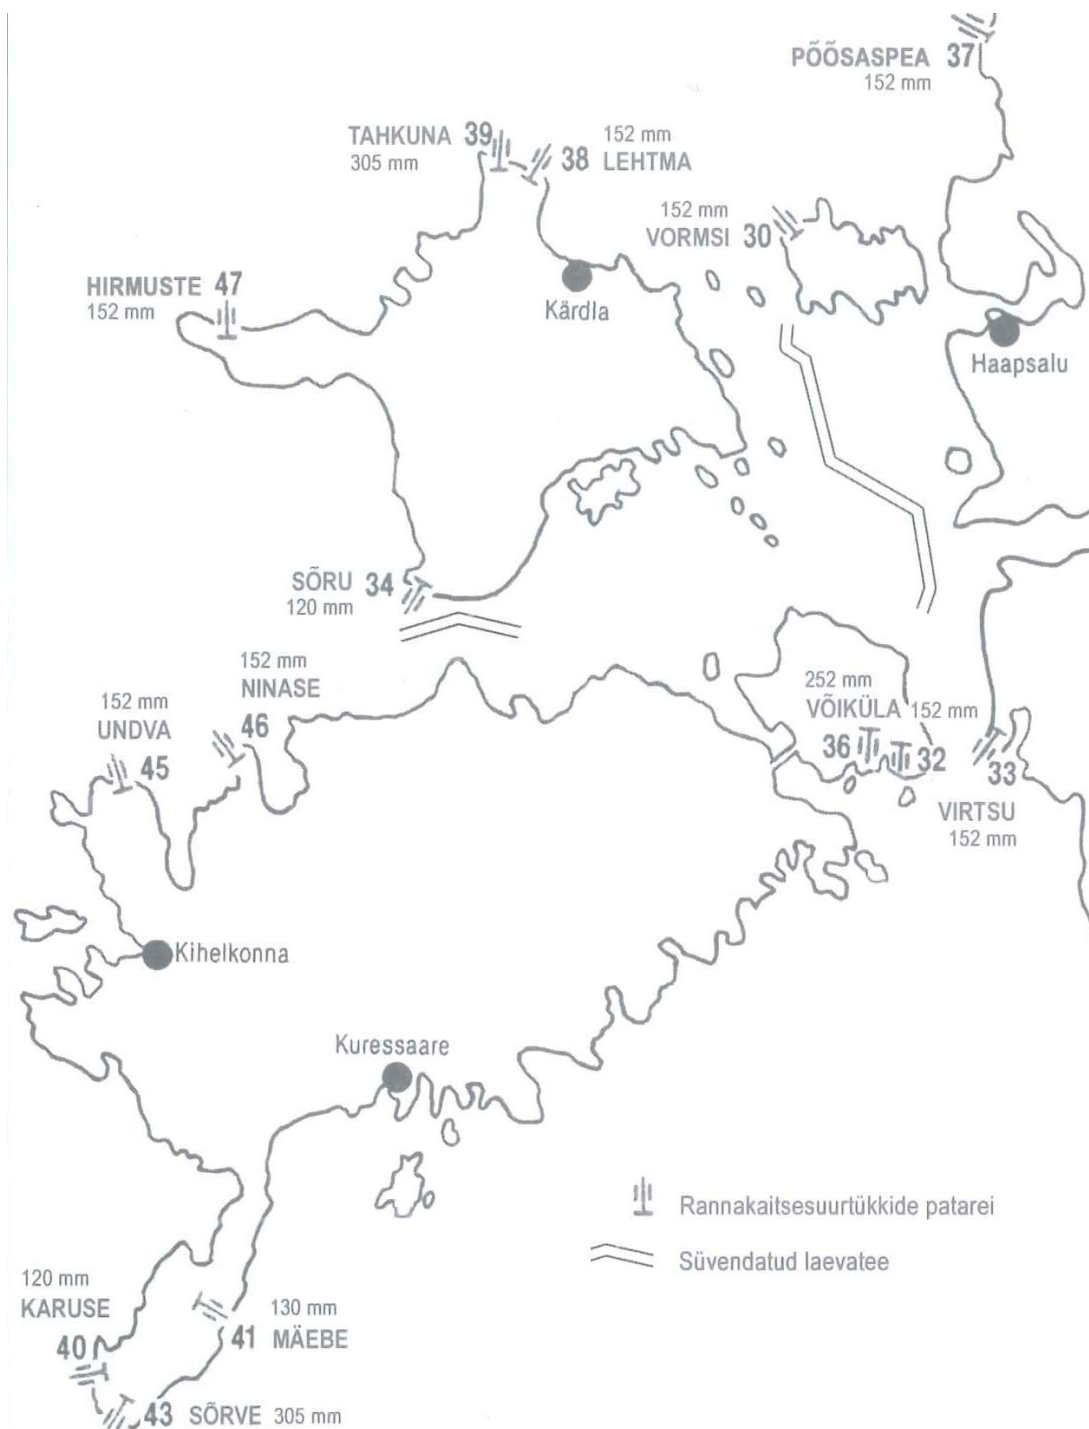 PÕÕSASPEA 37
152 mm
TAHKUNA 39
305 mm
152 mm
38 LEHTMA
152 mm
VORMSI 30
HIRMUSTE 47
152 mm
Kärdla
Haapsalu
SÕRU 34
120 mm
152 mm
NINASE
46
152 mm
UNDVA
45
252 mm
VÕIKÜLA 152 mm
36
32
33
VIRTSU
152 mm
Kihelkonna
Kuressaare
Rannakaitsesuurtükkide patarei
Süvendatud laevatee
120 mm
KARUSE
40
130 mm
41 MÄEBE
43 SÕRVE 305 mm